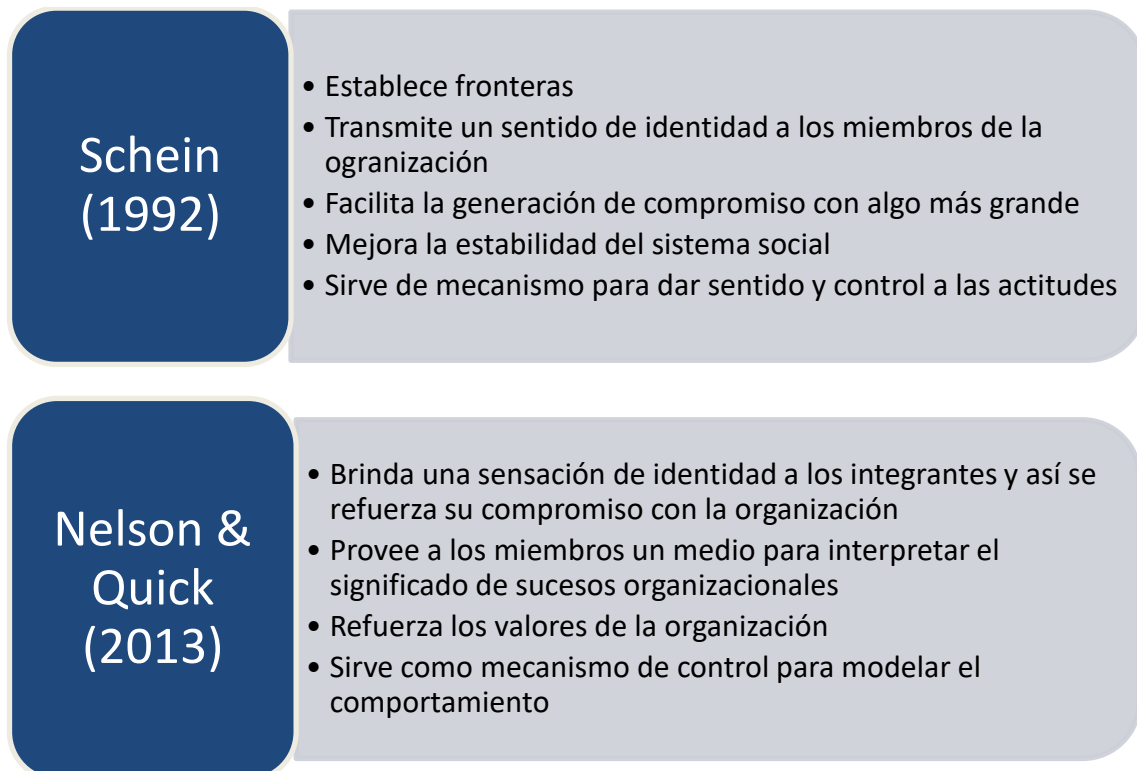 Schein
(1992)
• Establece fronteras
• Transmite un sentido de identidad a los miembros de la
ogranización
• Facilita la generación de compromiso con algo más grande
• Mejora la estabilidad del sistema social
• Sirve de mecanismo para dar sentido y control a las actitudes
Nelson &
Quick
(2013)
• Brinda una sensación de identidad a los integrantes y así se
refuerza su compromiso con la organización
• Provee a los miembros un medio para interpretar el
significado de sucesos organizacionales
• Refuerza los valores de la organización
• Sirve como mecanismo de control para modelar el
comportamiento